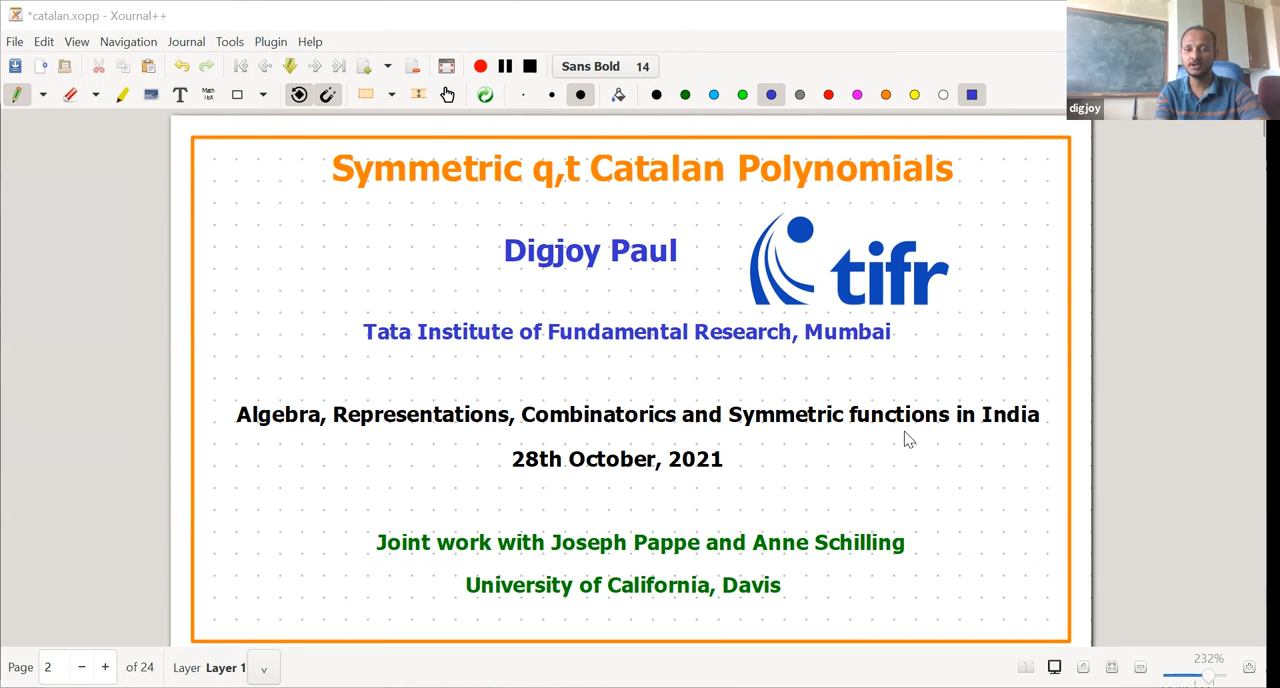 *catalan.xopp - Xournal++
File Edit View Navigation Journal Tools Plugin Help
Sans Bold 14
digjoy
Symmetric q,t Catalan Polynomials
Digjoy Paul
tifr
Tata Institute of Fundamental Research, Mumbai
Algebra, Representations, Combinatorics and Symmetric functions in India
28th October, 2021
Joint work with Joseph Pappe and Anne Schilling
University of California, Davis
Page 2 − + of 24 Layer Layer 1
232%